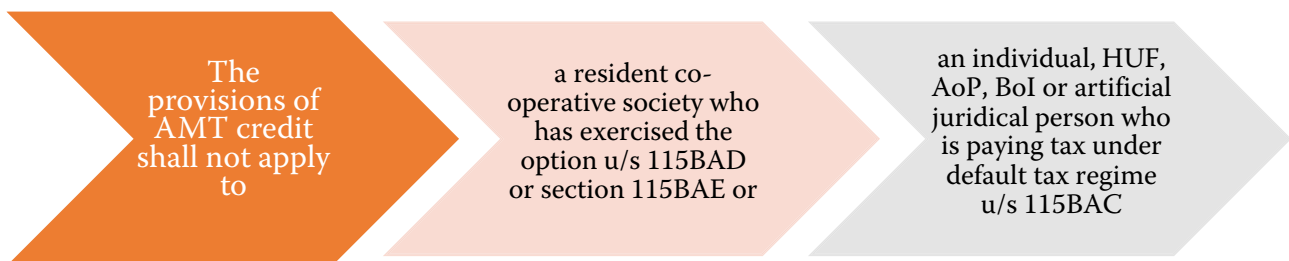 The
provisions of
AMT credit
shall not apply
to
a resident co-
operative society who
has exercised the
option u/s 115BAD
or section 115BAE or
an individual, HUF,
AoP, BoI or artificial
juridical person who
is paying tax under
default tax regime
u/s 115BAC